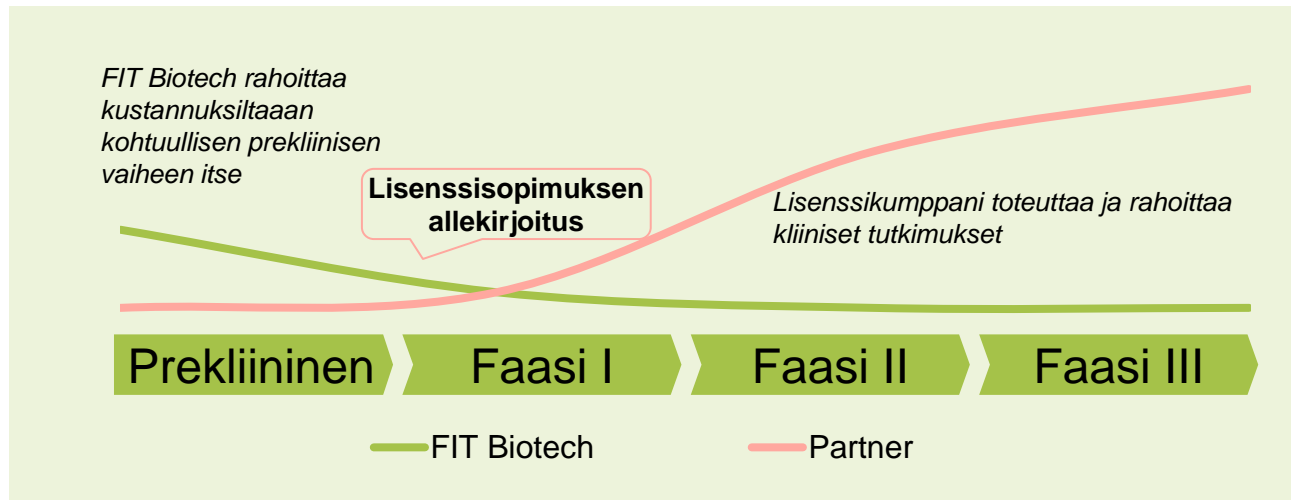 FIT Biotech rahoittaa
kustannuksiltaaan
kohtuullisen prekliinisen
vaiheen itse
Lisenssisopimuksen
allekirjoitus
Lisenssikumppani toteuttaa ja rahoittaa
kliiniset tutkimukset
Prekliininen
Faasi I
Faasi II
Faasi III
FIT Biotech
Partner